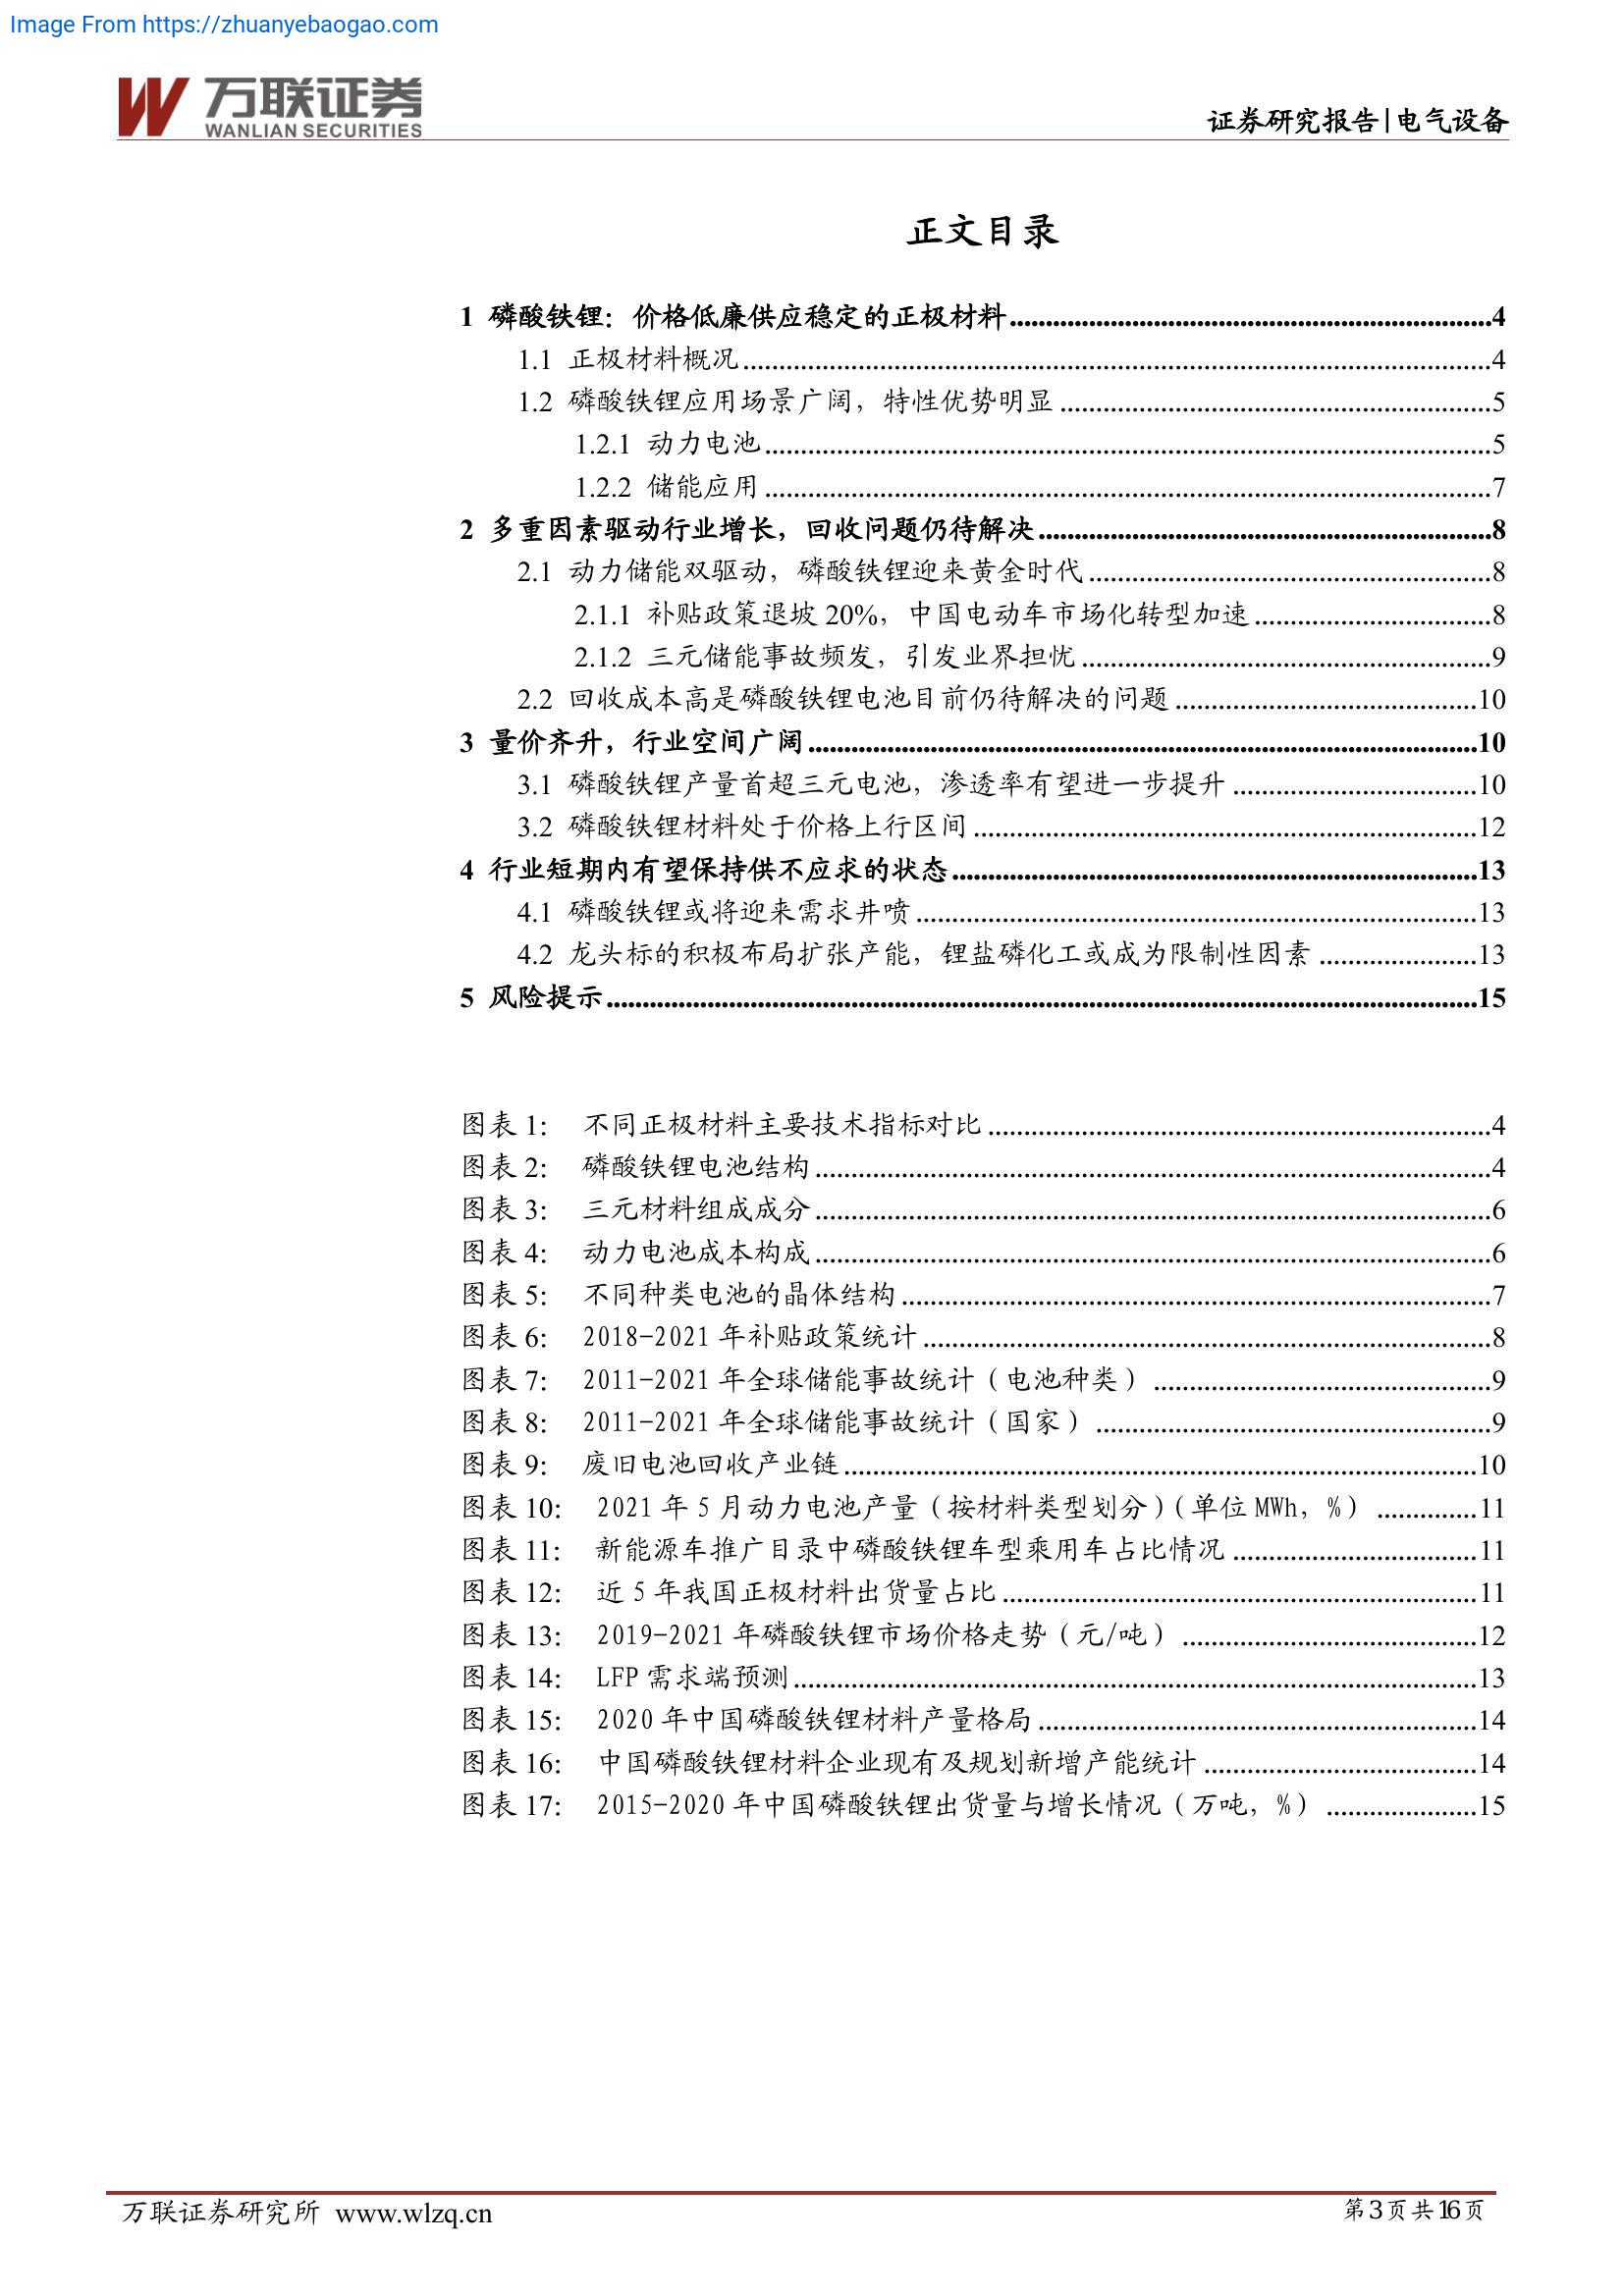 Image From https://zhuanyebaogao.com
万联证券
WANLIAN SECURITIES
证券研究报告|电气设备
正文目录
1 磷酸铁锂：价格低廉供应稳定的正极材料...............4
1.1 正极材料概况...............4
1.2 磷酸铁锂应用场景广阔，特性优势明显...............5
1.2.1 动力电池...............5
1.2.2 储能应用...............7
2 多重因素驱动行业增长，回收问题仍待解决...............8
2.1 动力储能双驱动，磷酸铁锂迎来黄金时代...............8
2.1.1 补贴政策退坡 20%，中国电动车市场化转型加速...............8
2.1.2 三元储能事故频发，引发业界担忧...............9
2.2 回收成本高是磷酸铁锂电池目前仍待解决的问题...............10
3 量价齐升，行业空间广阔...............10
3.1 磷酸铁锂产量首超三元电池，渗透率有望进一步提升...............10
3.2 磷酸铁锂材料处于价格上行区间...............12
4 行业短期内有望保持供不应求的状态...............13
4.1 磷酸铁锂或将迎来需求井喷...............13
4.2 龙头标的积极布局扩张产能，锂盐磷化工或成为限制性因素...............13
5 风险提示...............15
图表 1： 不同正极材料主要技术指标对比...............4
图表 2： 磷酸铁锂电池结构...............4
图表 3： 三元材料组成成分...............6
图表 4： 动力电池成本构成...............6
图表 5： 不同种类电池的晶体结构...............7
图表 6： 2018-2021 年补贴政策统计...............8
图表 7： 2011-2021 年全球储能事故统计（电池种类）...............9
图表 8： 2011-2021 年全球储能事故统计（国家）...............9
图表 9： 废旧电池回收产业链...............10
图表 10： 2021 年 5 月动力电池产量（按材料类型划分）（单位 MWh，%）...............11
图表 11： 新能源车推广目录中磷酸铁锂车型乘用车占比情况...............11
图表 12： 近 5 年我国正极材料出货量占比...............11
图表 13： 2019-2021 年磷酸铁锂市场价格走势（元/吨）...............12
图表 14： LFP 需求端预测...............13
图表 15： 2020 年中国磷酸铁锂材料产量格局...............14
图表 16： 中国磷酸铁锂材料企业现有及规划新增产能统计...............14
图表 17： 2015-2020 年中国磷酸铁锂出货量与增长情况（万吨，%）...............15
万联证券研究所 www.wlzq.cn
第3页共16页